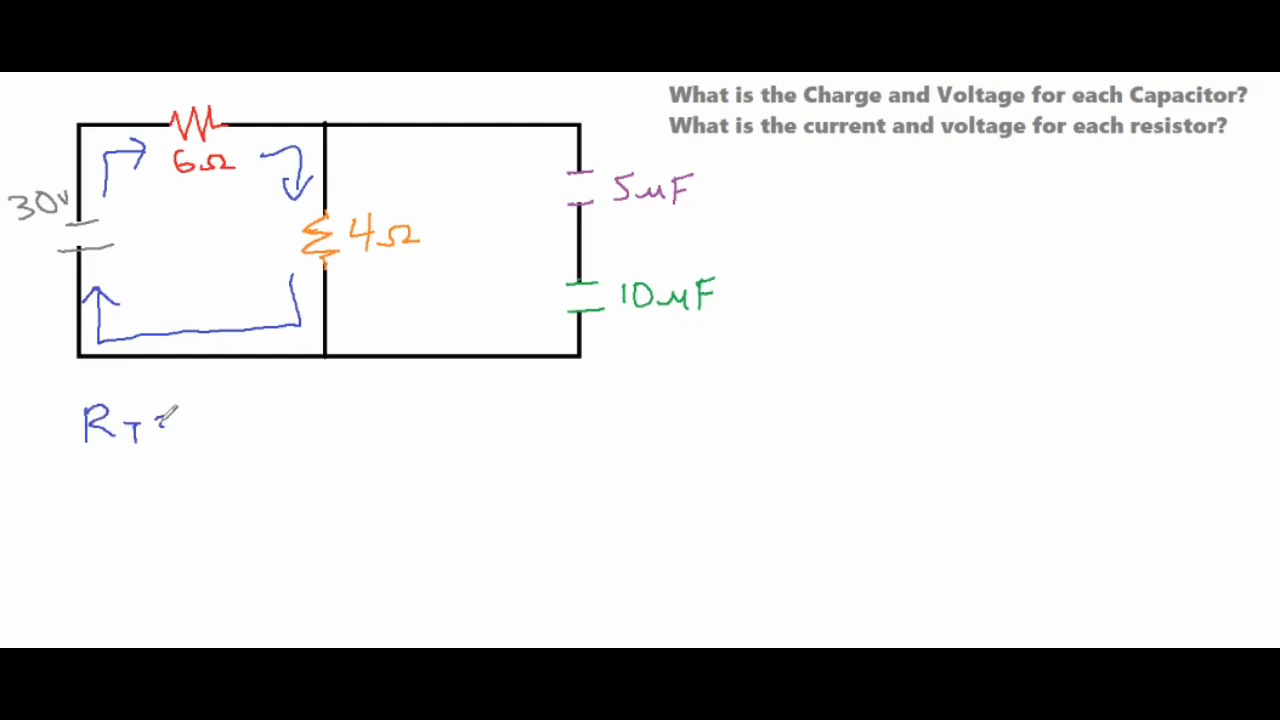 What is the Charge and Voltage for each Capacitor?
What is the current and voltage for each resistor?
6Ω
30V
5μF
4Ω
10μF
R_T =